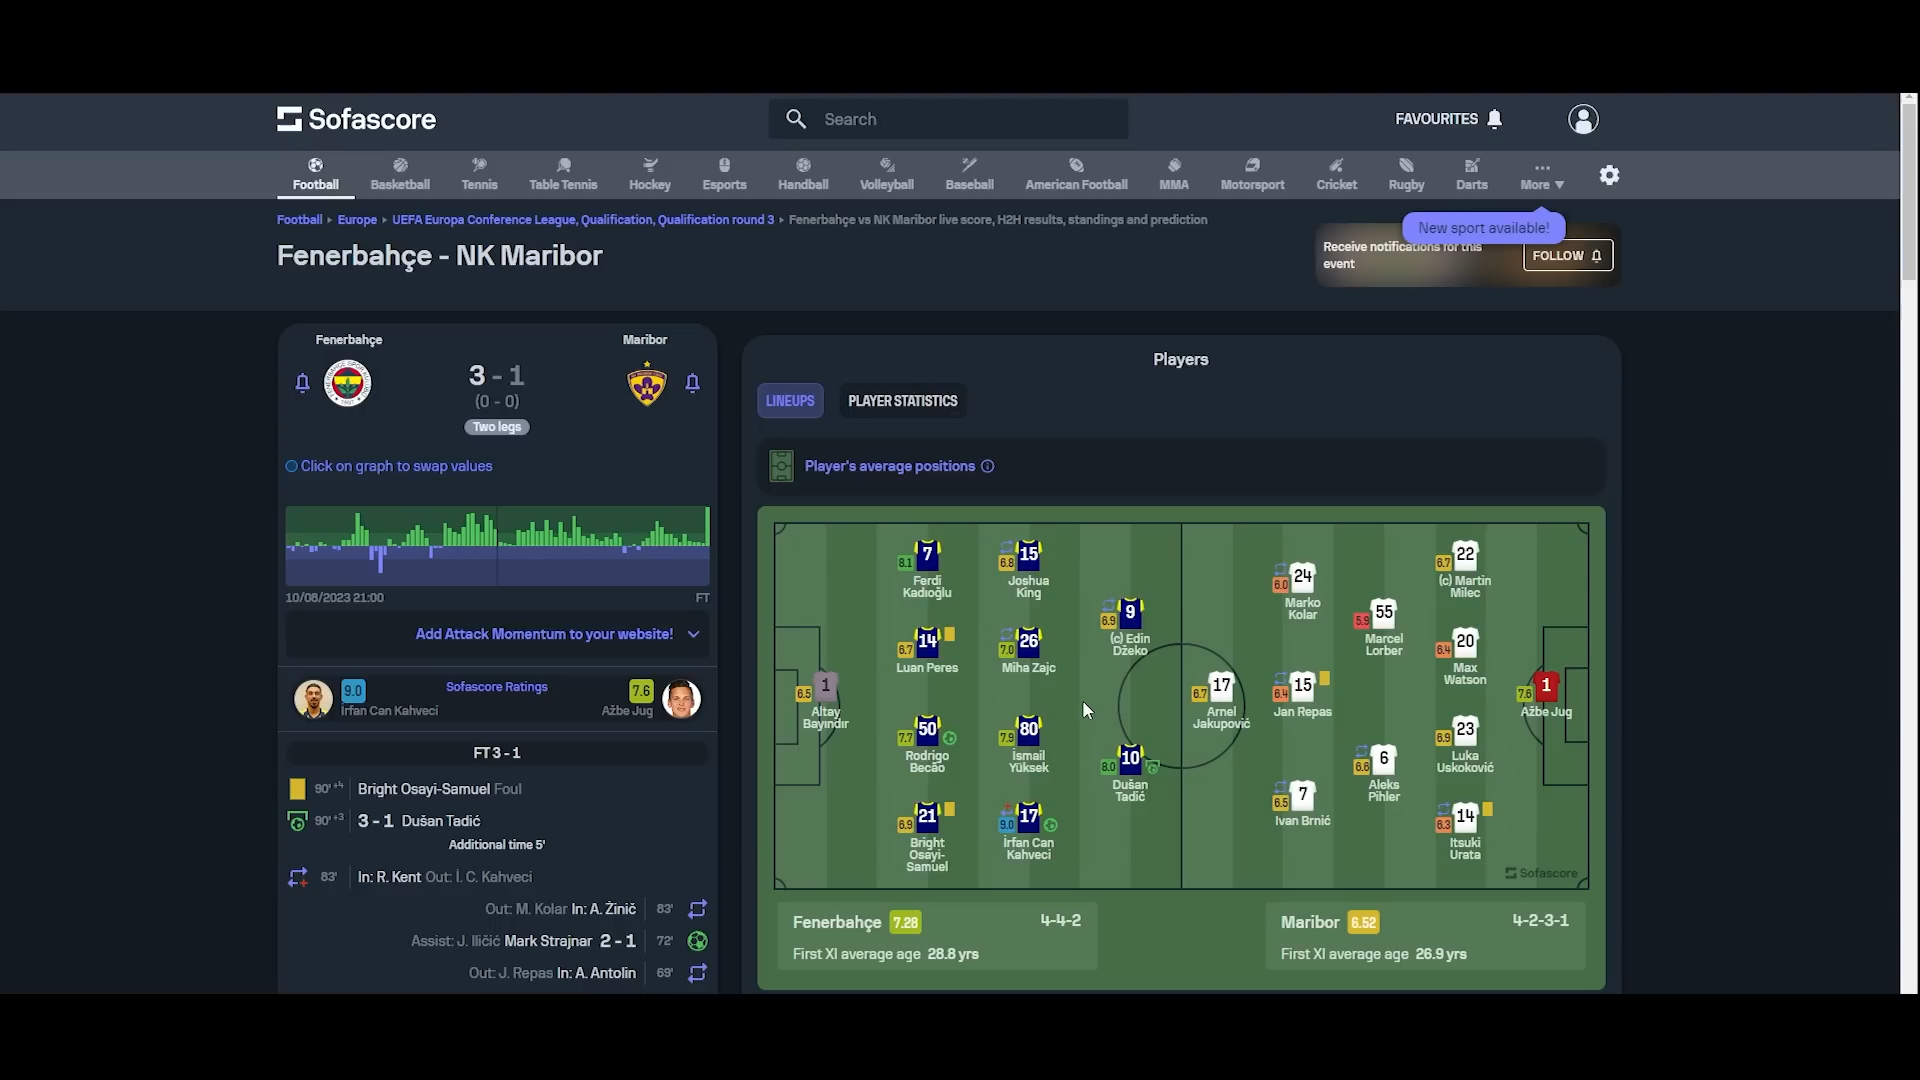 Sofascore
Search
FAVOURITES
Football
Basketball
Tennis
Table Tennis
Hockey
Esports
Handball
Volleyball
Baseball
American Football
MMA
Motorsport
Cricket
Rugby
Darts
More
Football ▸ Europe ▸ UEFA Europa Conference League, Qualification, Qualification round 3 ▸ Fenerbahçe vs NK Maribor live score, H2H results, standings and prediction
New sport available!
Fenerbahçe - NK Maribor
Receive notifications for this
event
FOLLOW
Fenerbahçe
Maribor
3 - 1
(0 - 0)
Two legs
Click on graph to swap values
10/08/2023 21:00
FT
Add Attack Momentum to your website!
9.0
İrfan Can Kahveci
Sofascore Ratings
7.6
Ažbe Jug
FT 3 - 1
90'+4 Bright Osayi-Samuel Foul
90'+3 3 - 1 Dušan Tadić
Additional time 5'
83' In: R. Kent Out: İ. C. Kahveci
Out: M. Kolar In: A. Žinič 83'
Assist: J. Iličić Mark Strajnar 2 - 1 72'
Out: J. Repas In: A. Antolin 69'
Players
LINEUPS
PLAYER STATISTICS
Player's average positions
6.5
1
Altay
Bayındır
8.1
7
Ferdi
Kadıoğlu
6.7
14
Luan Peres
7.7
50
Rodrigo
Becão
6.9
21
Bright
Osayi-
Samuel
6.8
15
Joshua
King
7.0
26
Miha Zajc
7.9
80
İsmail
Yüksek
9.0
17
İrfan Can
Kahveci
6.9
9
(c) Edin
Džeko
8.0
10
Dušan
Tadić
6.7
17
Arnel
Jakupović
6.0
24
Marko
Kolar
6.4
15
Jan Repas
6.5
7
Ivan Brnić
5.9
55
Marcel
Lorber
6.6
6
Aleks
Pihler
6.7
22
(c) Martin
Milec
6.4
20
Max
Watson
6.9
23
Luka
Uskoković
6.3
14
Itsuki
Urata
7.6
1
Ažbe Jug
Sofascore
Fenerbahçe 7.28
4-4-2
First XI average age 28.8 yrs
Maribor 6.52
4-2-3-1
First XI average age 26.9 yrs